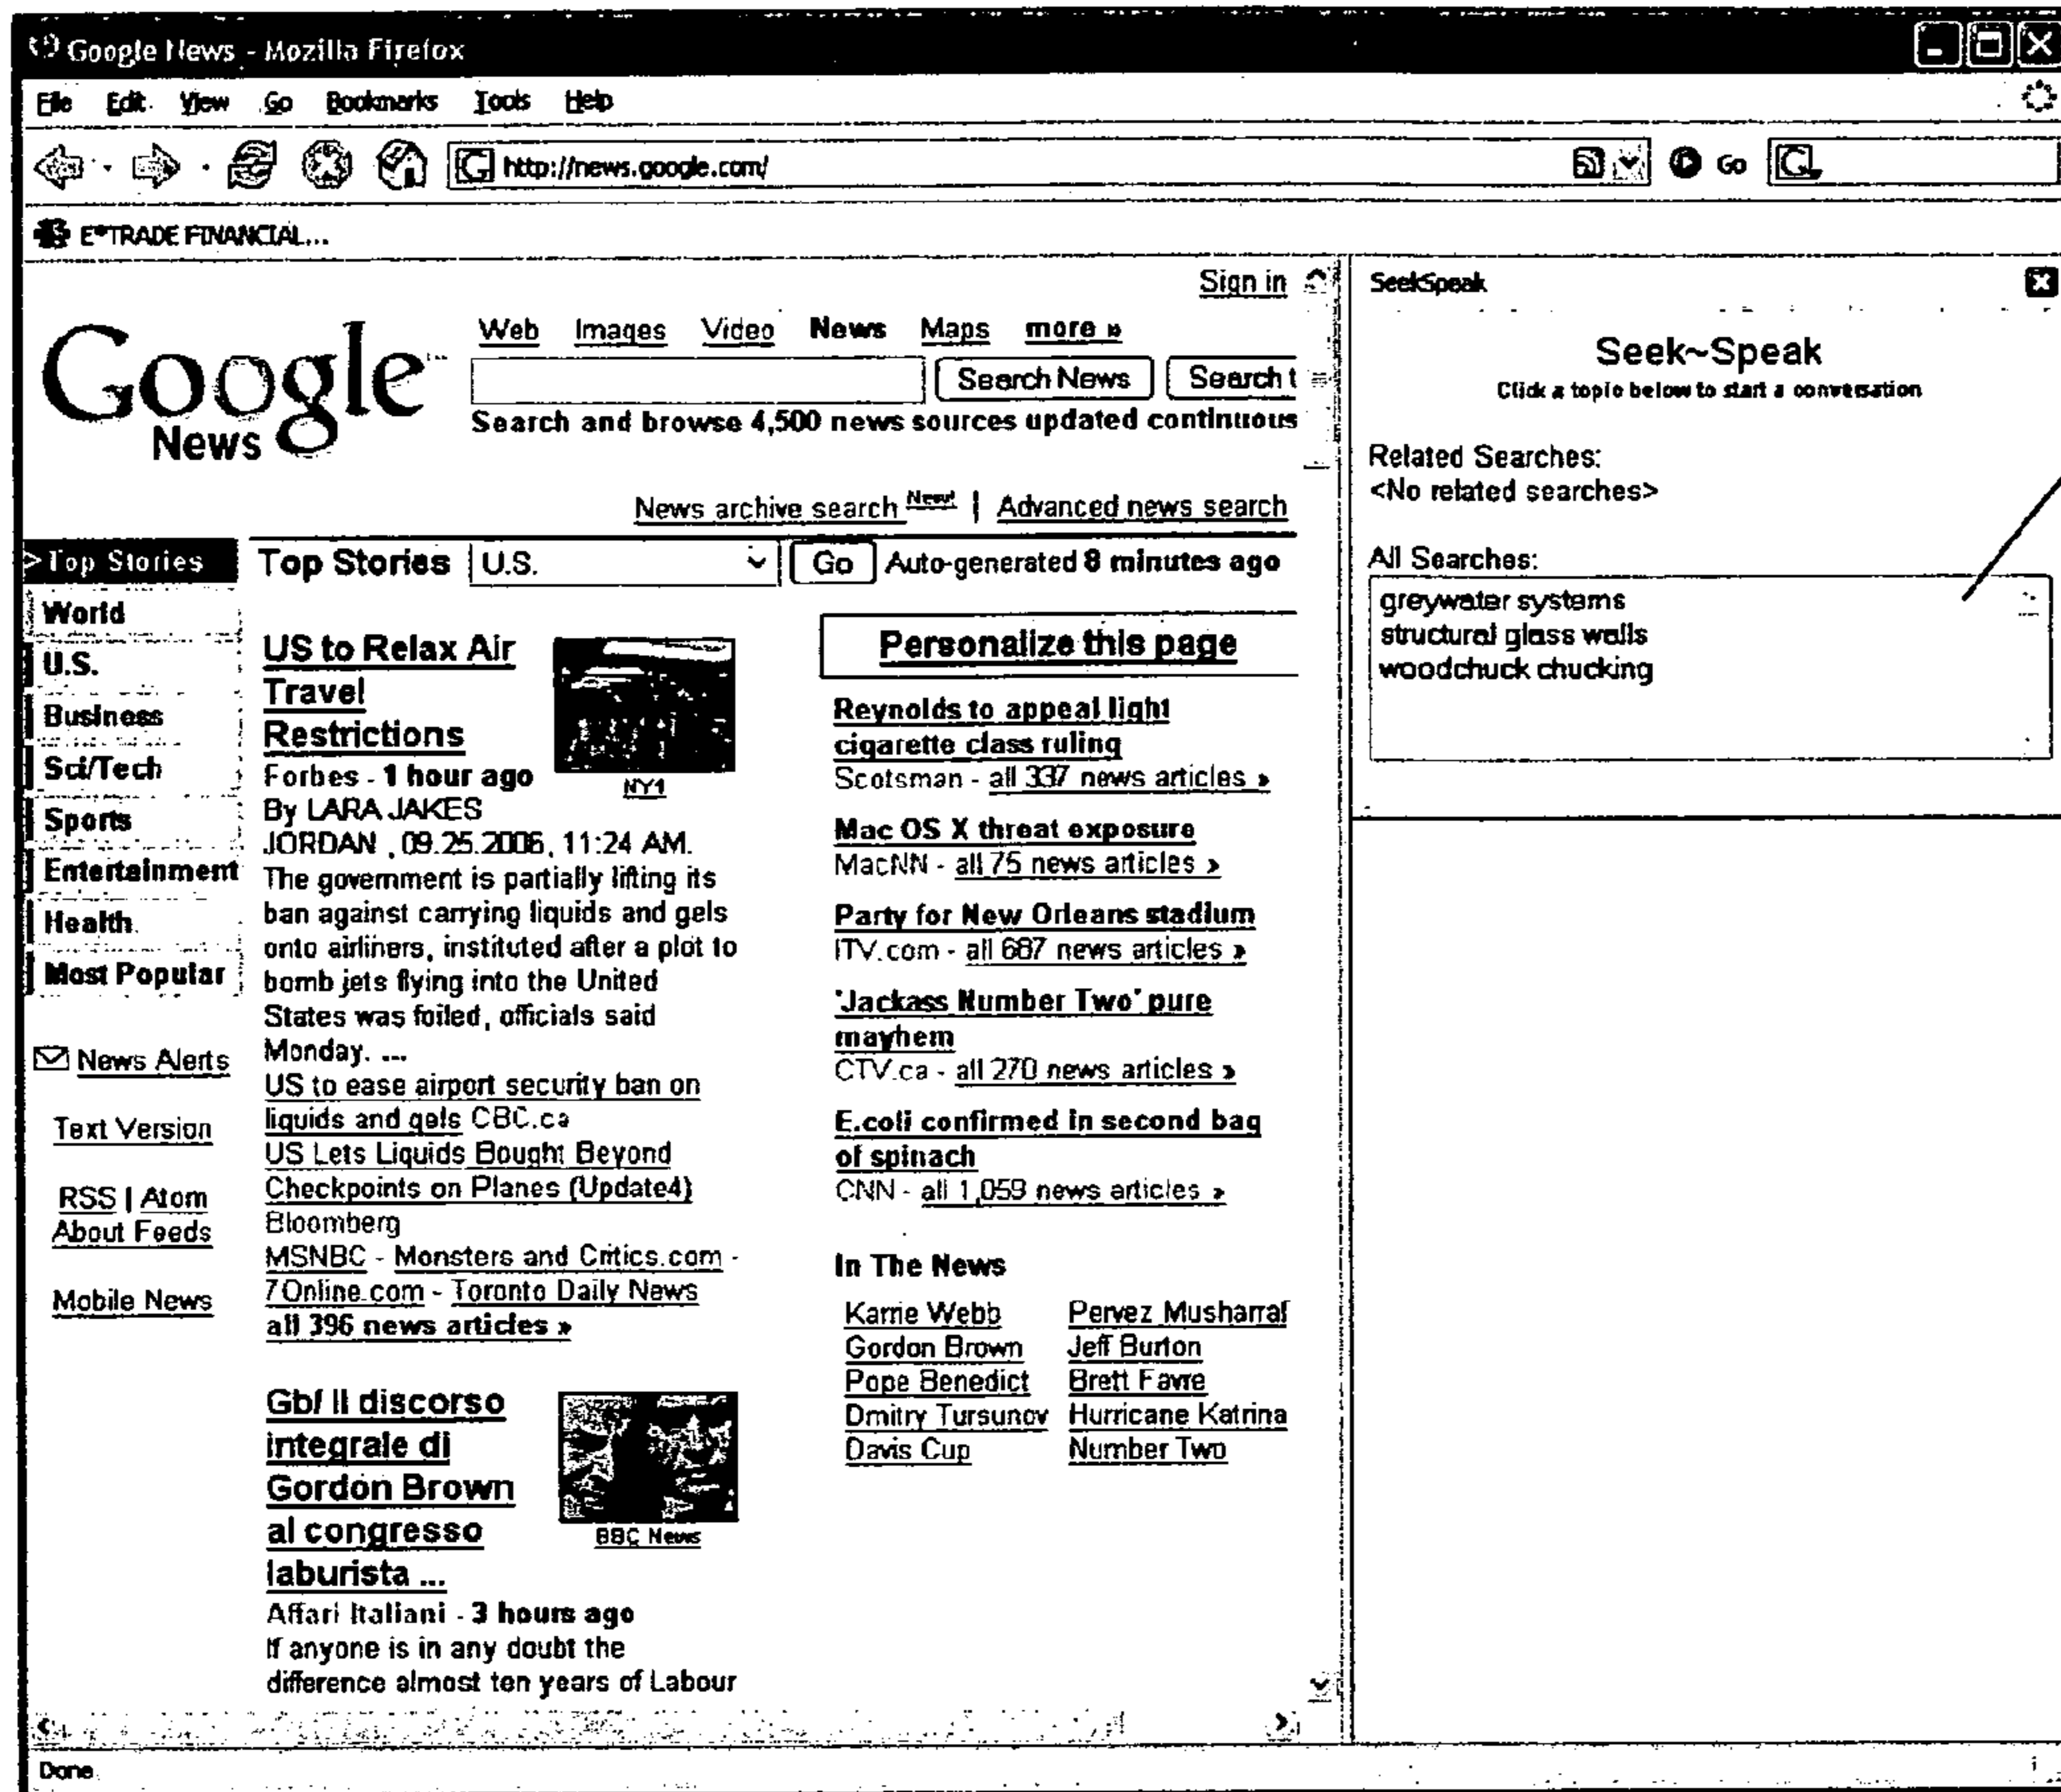 Google News - Mozilla Firefox
File Edit View Go Bookmarks Tools Help
http://news.google.com/
Go
E*TRADE FINANCIAL...
Sign in
Google News
Web Images Video News Maps more »
Search News
Search and browse 4,500 news sources updated continuous
News archive search New! | Advanced news search
>Top Stories
World
U.S.
Business
Sci/Tech
Sports
Entertainment
Health
Most Popular
News Alerts
Text Version
RSS | Atom
About Feeds
Mobile News
Top Stories U.S. Go Auto-generated 8 minutes ago
US to Relax Air
Travel
Restrictions
NY1
Forbes - 1 hour ago
By LARA JAKES
JORDAN , 09.25.2006, 11:24 AM.
The government is partially lifting its
ban against carrying liquids and gels
onto airliners, instituted after a plot to
bomb jets flying into the United
States was foiled, officials said
Monday. ...
US to ease airport security ban on
liquids and gels CBC.ca
US Lets Liquids Bought Beyond
Checkpoints on Planes (Update4)
Bloomberg
MSNBC - Monsters and Critics.com -
7Online.com - Toronto Daily News
all 396 news articles »
Gb/ Il discorso
integrale di
Gordon Brown
al congresso
laburista ...
BBC News
Affari Italiani - 3 hours ago
If anyone is in any doubt the
difference almost ten years of Labour
Personalize this page
Reynolds to appeal light
cigarette class ruling
Scotsman - all 337 news articles »
Mac OS X threat exposure
MacNN - all 75 news articles »
Party for New Orleans stadium
ITV.com - all 687 news articles »
'Jackass Number Two' pure
mayhem
CTV.ca - all 270 news articles »
E.coli confirmed in second bag
of spinach
CNN - all 1,059 news articles »
In The News
Karrie Webb Pervez Musharraf
Gordon Brown Jeff Burton
Pope Benedict Brett Favre
Dmitry Tursunov Hurricane Katrina
Davis Cup Number Two
SeekSpeak
Seek~Speak
Click a topic below to start a conversation
Related Searches:
<No related searches>
All Searches:
greywater systems
structural glass walls
woodchuck chucking
Done